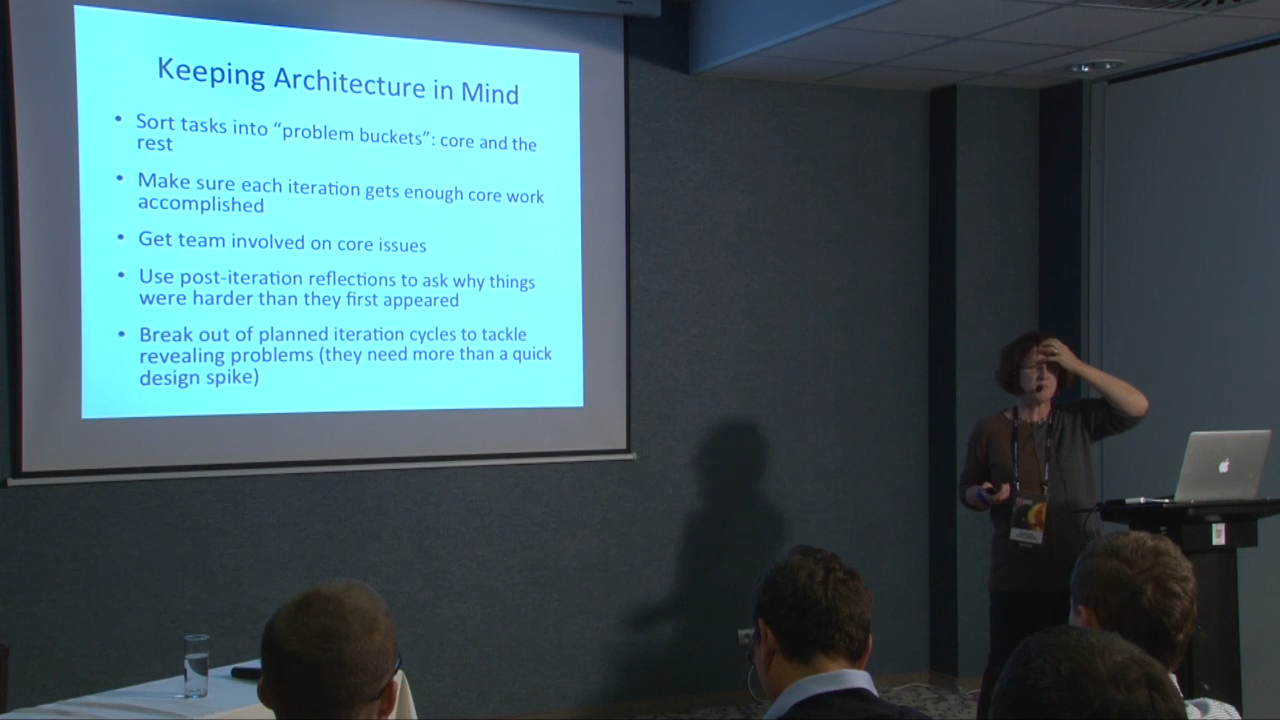 Keeping Architecture in Mind
• Sort tasks into “problem buckets”: core and the
rest
• Make sure each iteration gets enough core work
accomplished
• Get team involved on core issues
• Use post-iteration reflections to ask why things
were harder than they first appeared
• Break out of planned iteration cycles to tackle
revealing problems (they need more than a quick
design spike)